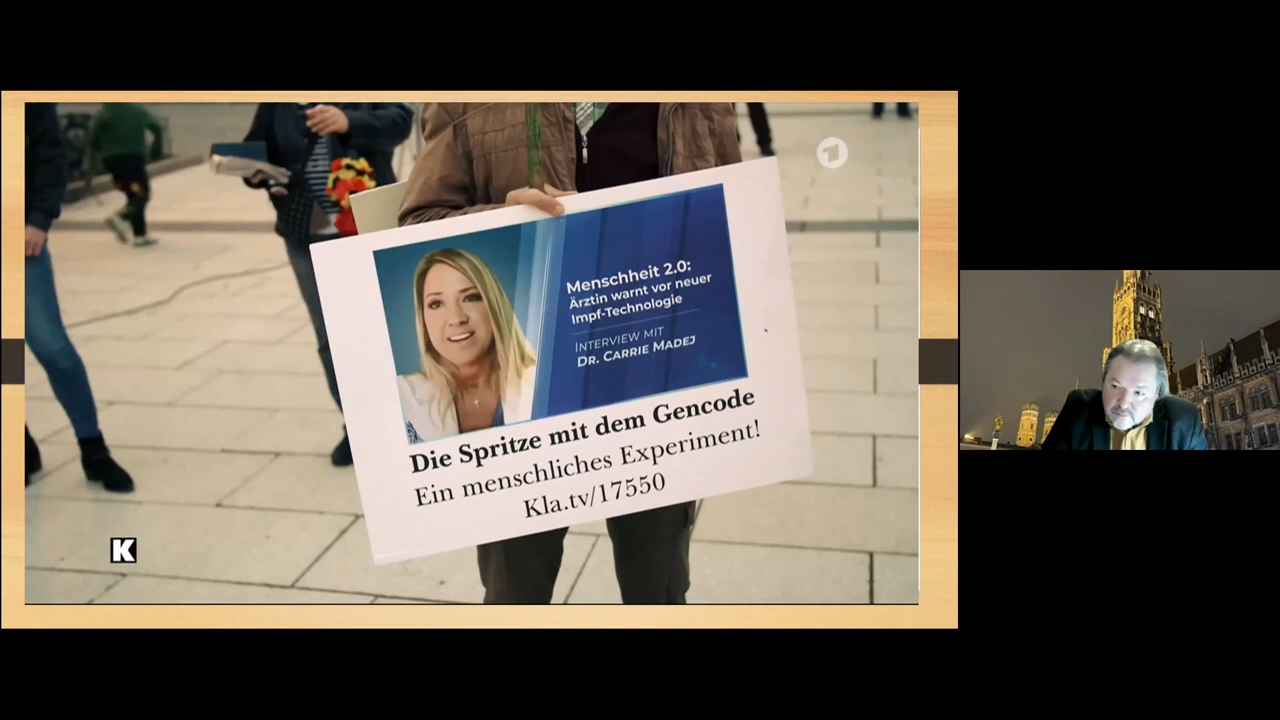 Menschheit 2.0:
Ärztin warnt vor neuer
Impf-Technologie
INTERVIEW MIT
DR. CARRIE MADEJ
Die Spritze mit dem Gencode
Ein menschliches Experiment!
Kla.tv/17550
1
K